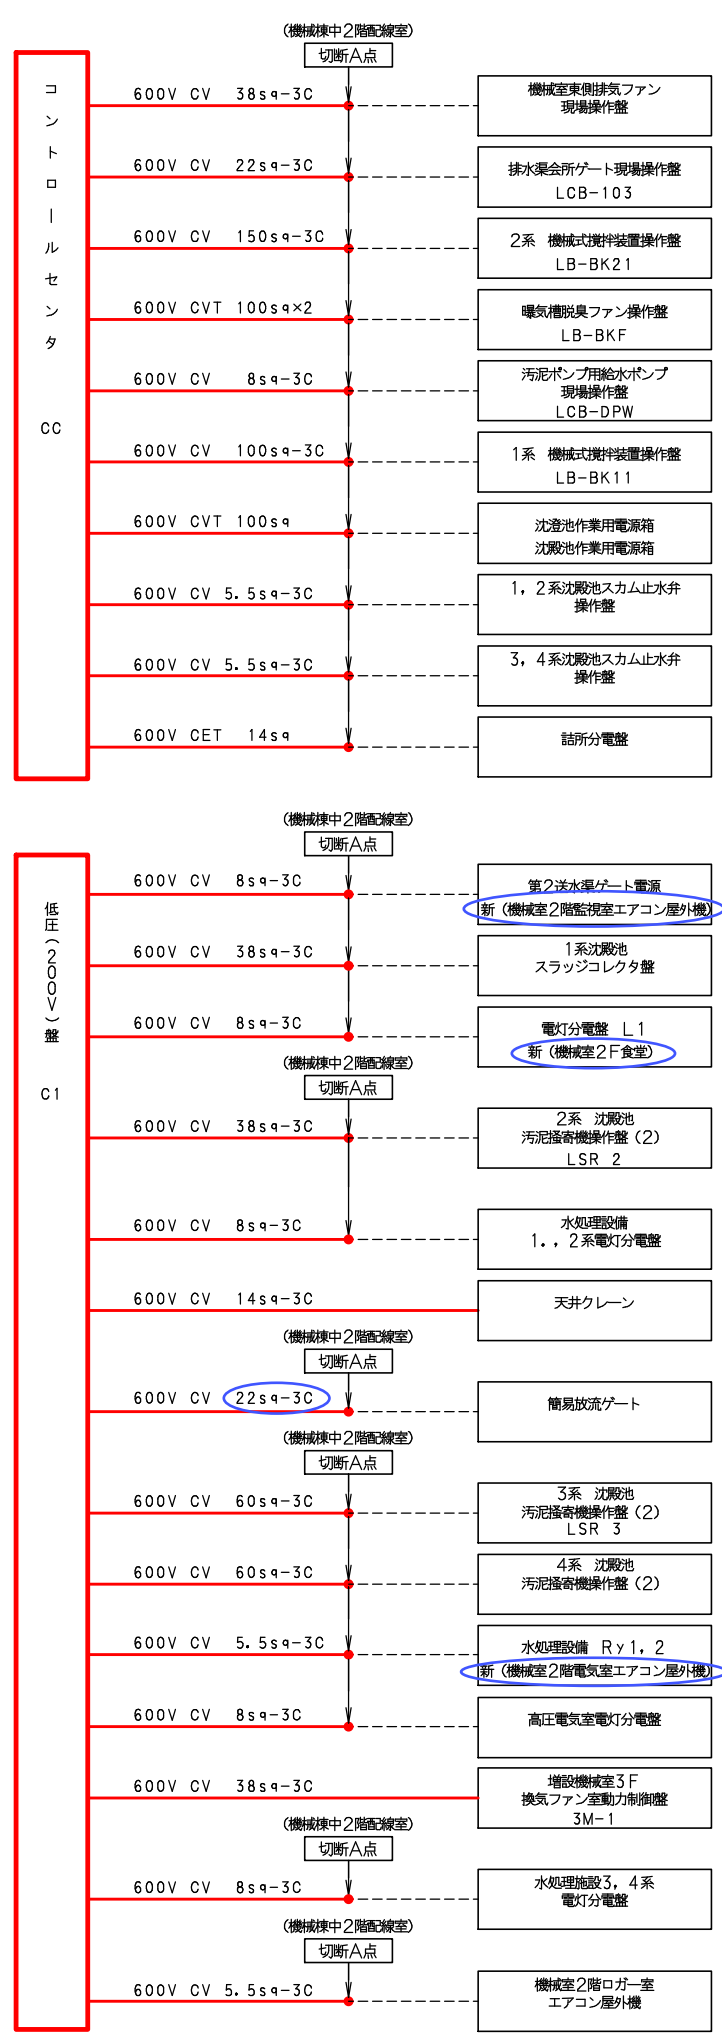 (機械棟中2階配線室)
切断A点
コントロールセンタ
CC
600V CV 38sq-3C
機械室東側排気ファン
現場操作盤
600V CV 22sq-3C
排水渠会所ゲート現場操作盤
LCB-103
600V CV 150sq-3C
2系 機械式撹拌装置操作盤
LB-BK21
600V CVT 100sq×2
曝気槽脱臭ファン操作盤
LB-BKF
600V CV 8sq-3C
汚泥ポンプ用給水ポンプ
現場操作盤
LCB-DPW
600V CV 100sq-3C
1系 機械式撹拌装置操作盤
LB-BK11
600V CVT 100sq
沈澄池作業用電源箱
沈殿池作業用電源箱
600V CV 5.5sq-3C
1,2系沈殿池スカム止水弁
操作盤
600V CV 5.5sq-3C
3,4系沈殿池スカム止水弁
操作盤
600V CET 14sq
詰所分電盤
(機械棟中2階配線室)
切断A点
低圧(200V)盤
C1
600V CV 8sq-3C
第2送水渠ゲート電源
新(機械室2階監視室エアコン屋外機)
600V CV 38sq-3C
1系沈殿池
スラッジコレクタ盤
600V CV 8sq-3C
電灯分電盤 L1
新(機械室2F食堂)
(機械棟中2階配線室)
切断A点
600V CV 38sq-3C
2系 沈殿池
汚泥掻寄機操作盤(2)
LSR 2
600V CV 8sq-3C
水処理設備
1.,2系電灯分電盤
600V CV 14sq-3C
天井クレーン
(機械棟中2階配線室)
切断A点
600V CV 22sq-3C
簡易放流ゲート
(機械棟中2階配線室)
切断A点
600V CV 60sq-3C
3系 沈殿池
汚泥掻寄機操作盤(2)
LSR 3
600V CV 60sq-3C
4系 沈殿池
汚泥掻寄機操作盤(2)
600V CV 5.5sq-3C
水処理設備 Ry1,2
新(機械室2階電気室エアコン屋外機)
600V CV 8sq-3C
高圧電気室電灯分電盤
600V CV 38sq-3C
増設機械室3F
換気ファン室動力制御盤
3M-1
(機械棟中2階配線室)
切断A点
600V CV 8sq-3C
水処理施設3,4系
電灯分電盤
(機械棟中2階配線室)
切断A点
600V CV 5.5sq-3C
機械室2階ロガー室
エアコン屋外機